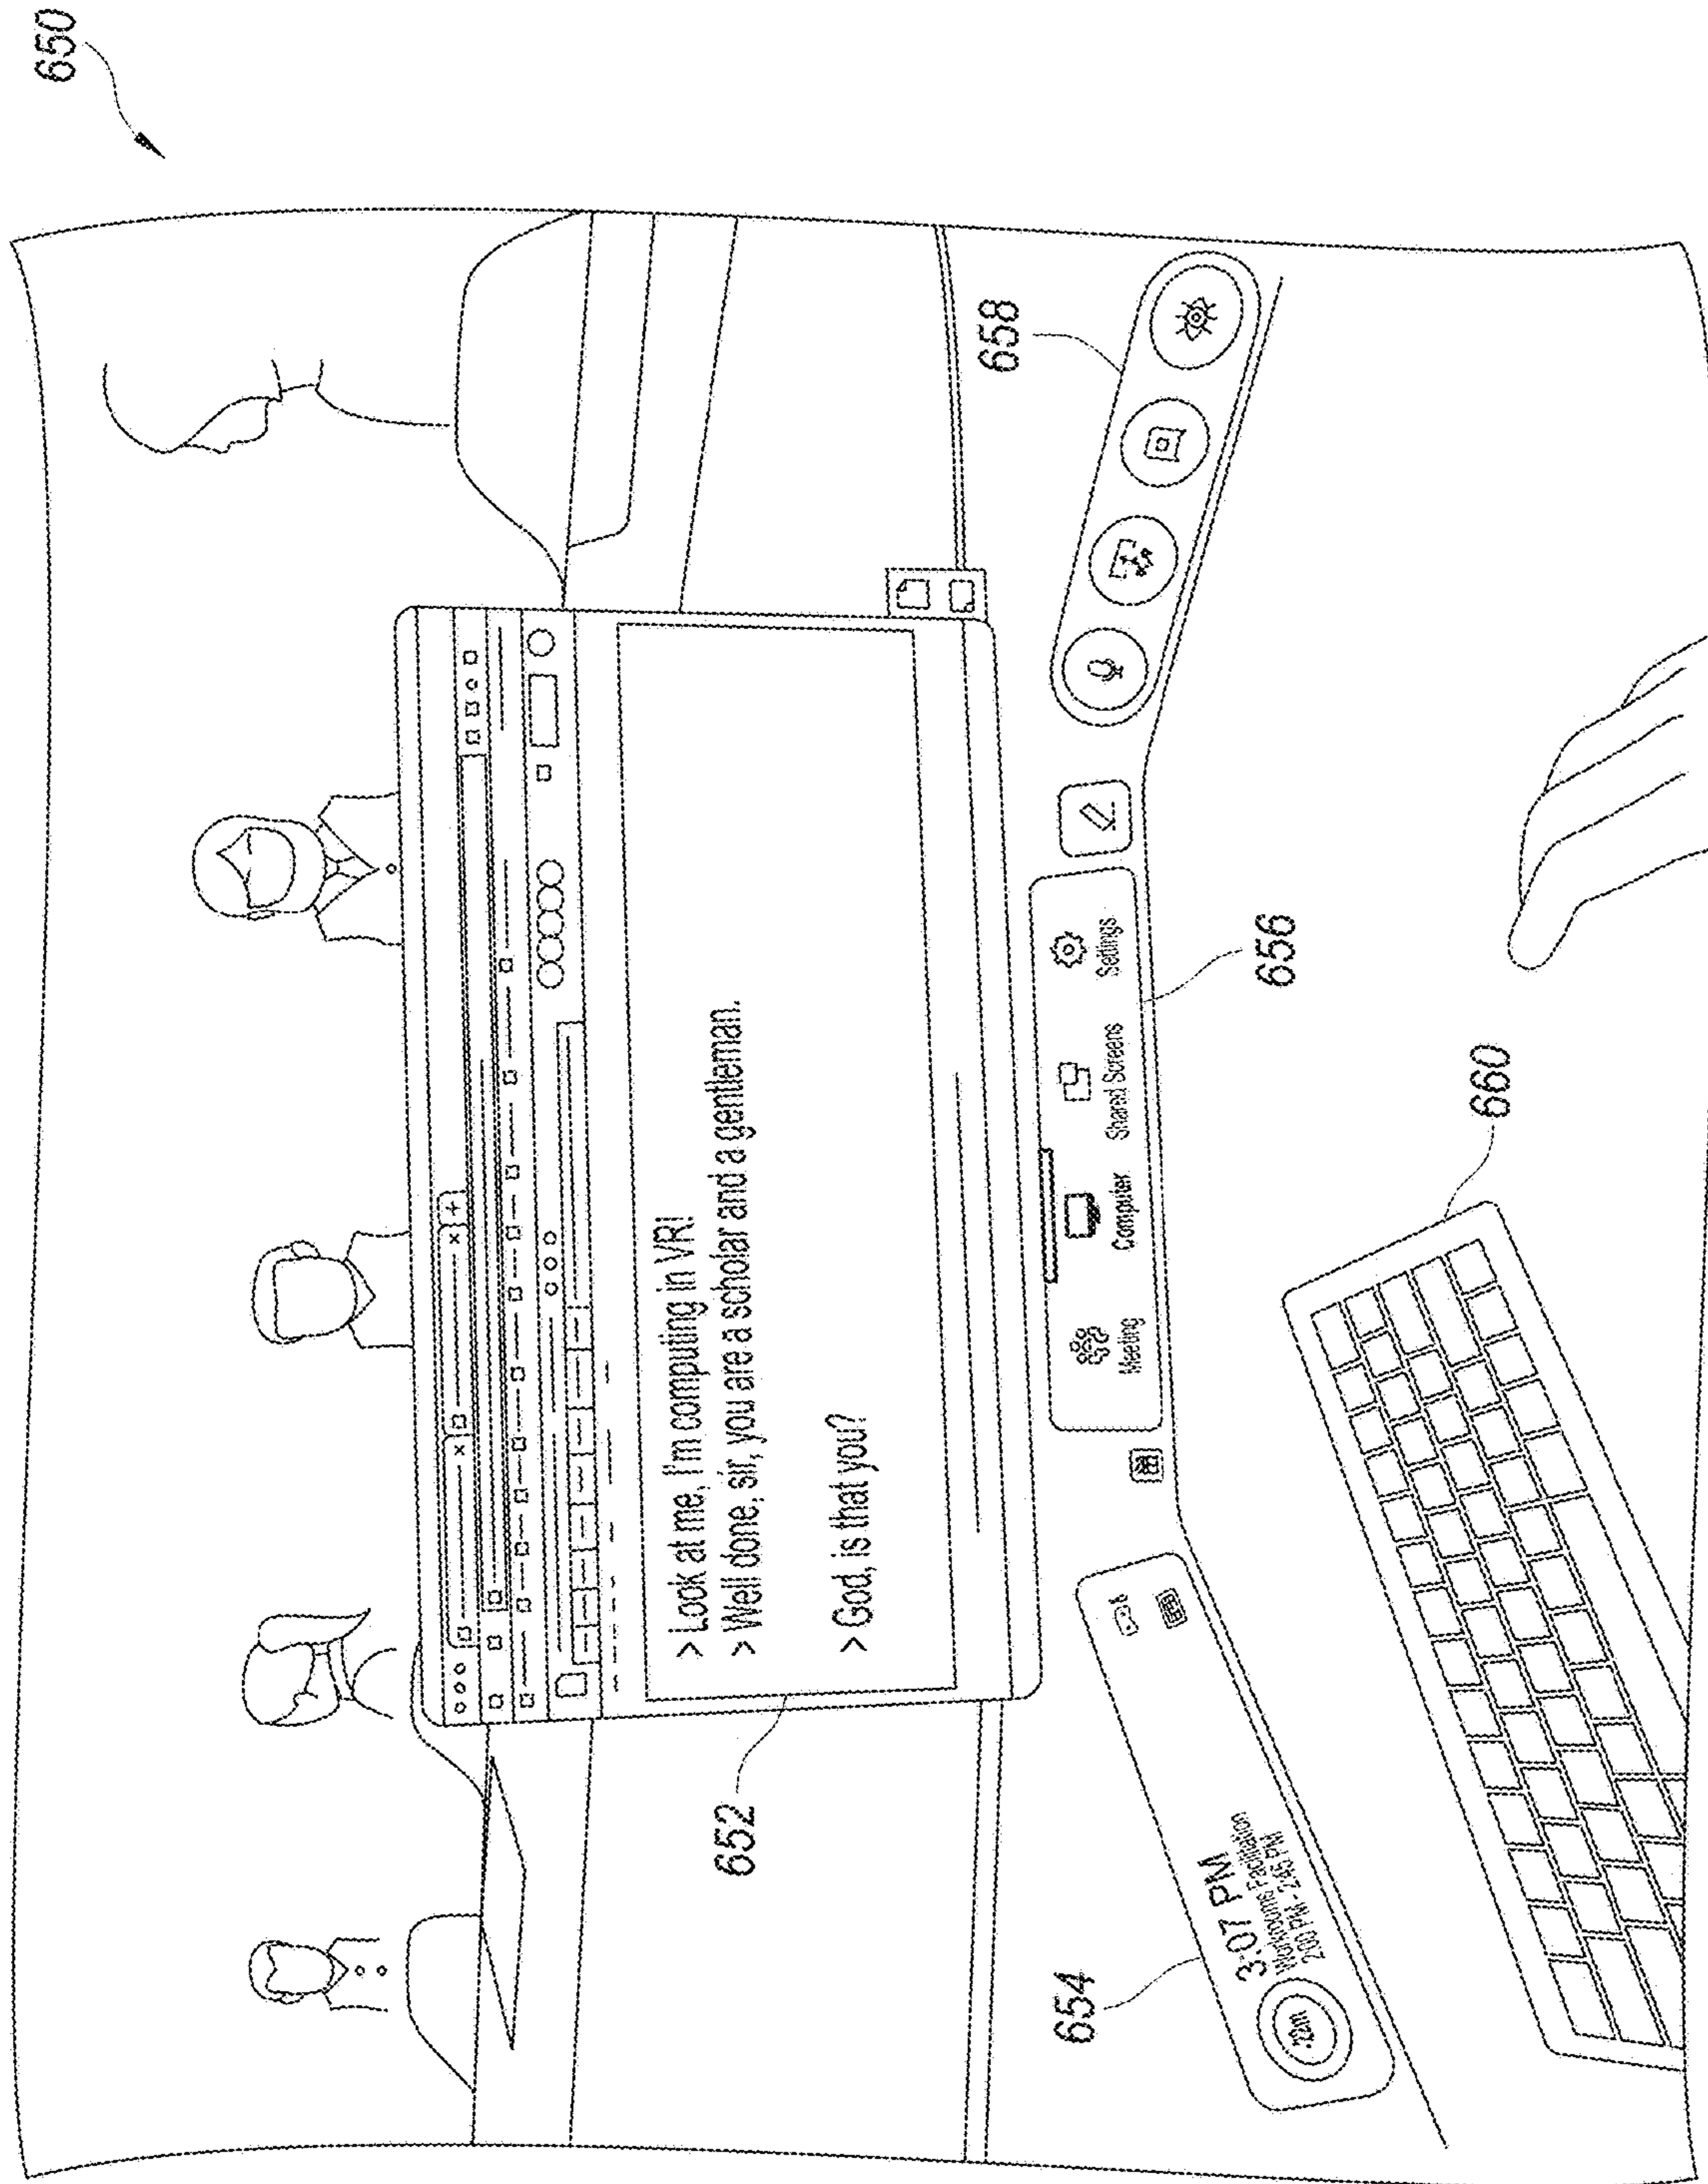 650
> Look at me, I'm computing in VR!
> Well done, sir, you are a scholar and a gentleman.
> God, is that you?
652
654
3:07 PM
Workrooms Facilitation
2:00 PM - 2:45 PM
-22m
Meeting
Computer
Shared Screens
Settings
656
658
660